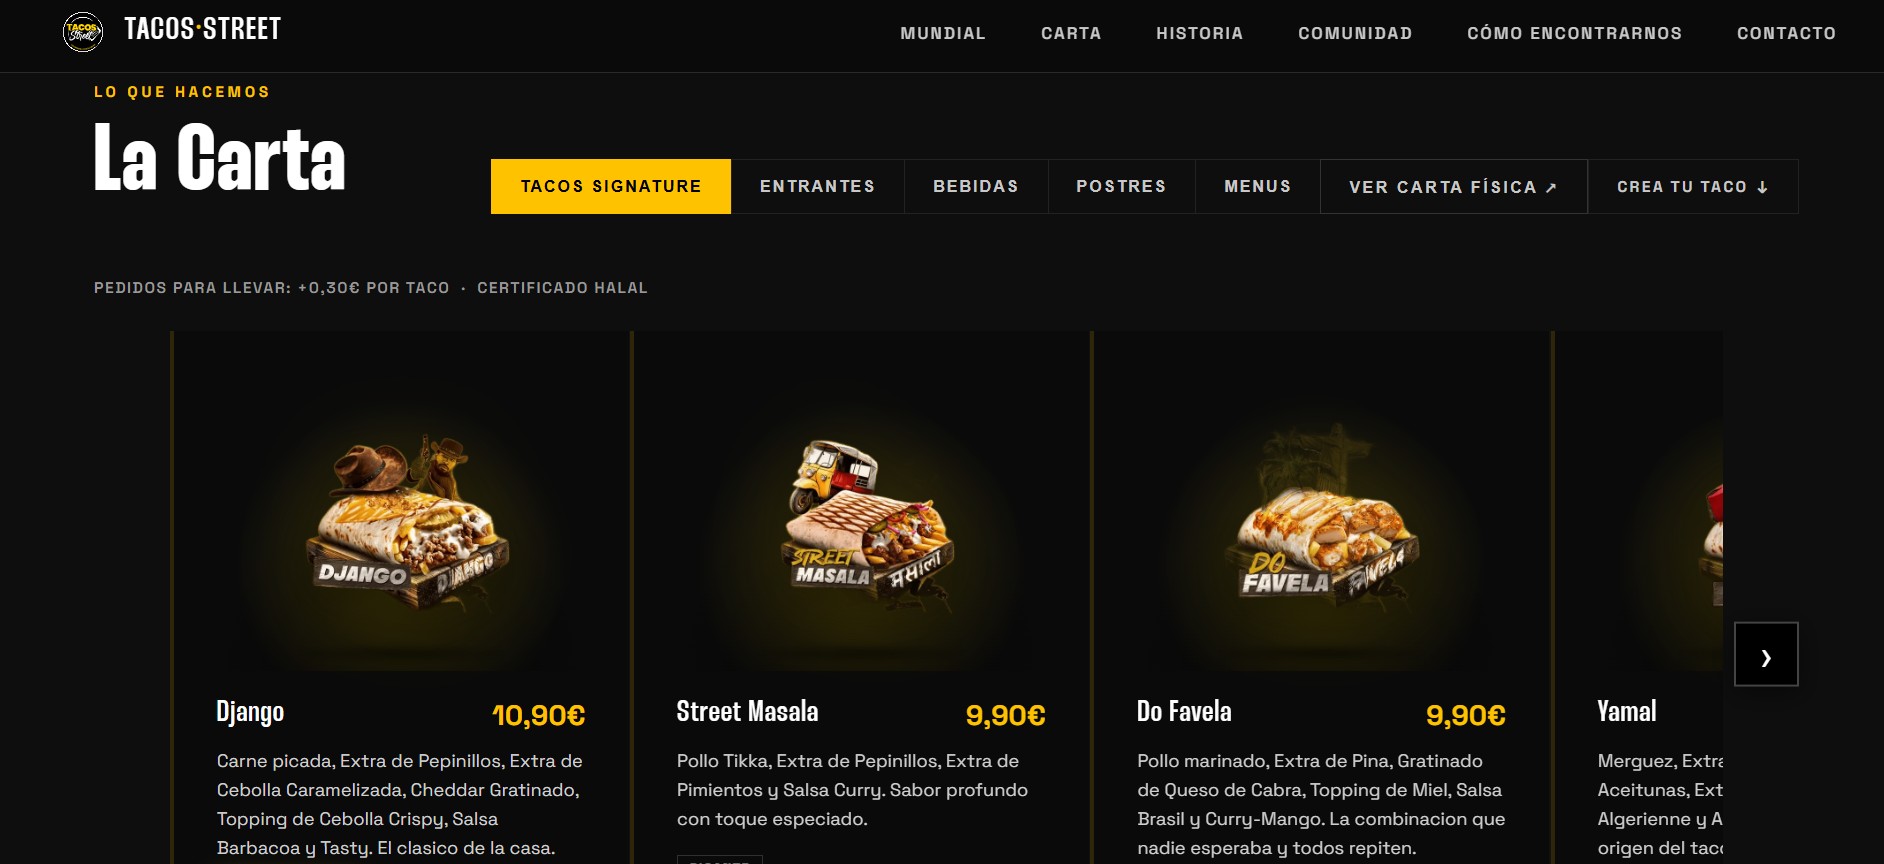 TACOS Street
TACOS·STREET
MUNDIAL
CARTA
HISTORIA
COMUNIDAD
CÓMO ENCONTRARNOS
CONTACTO
LO QUE HACEMOS
La Carta
TACOS SIGNATURE
ENTRANTES
BEBIDAS
POSTRES
MENUS
VER CARTA FÍSICA ↗
CREA TU TACO ↓
PEDIDOS PARA LLEVAR: +0,30€ POR TACO · CERTIFICADO HALAL
DJANGO
DJANGO
STREET
MASALA
मसाला
DO
FAVELA
FAVELA
❯
Django
10,90€
Carne picada, Extra de Pepinillos, Extra de
Cebolla Caramelizada, Cheddar Gratinado,
Topping de Cebolla Crispy, Salsa
Barbacoa y Tasty. El clasico de la casa.
Street Masala
9,90€
Pollo Tikka, Extra de Pepinillos, Extra de
Pimientos y Salsa Curry. Sabor profundo
con toque especiado.
Do Favela
9,90€
Pollo marinado, Extra de Pina, Gratinado
de Queso de Cabra, Topping de Miel, Salsa
Brasil y Curry-Mango. La combinacion que
nadie esperaba y todos repiten.
Yamal
Merguez, Extra
Aceitunas, Ext
Algerienne y A
origen del taco